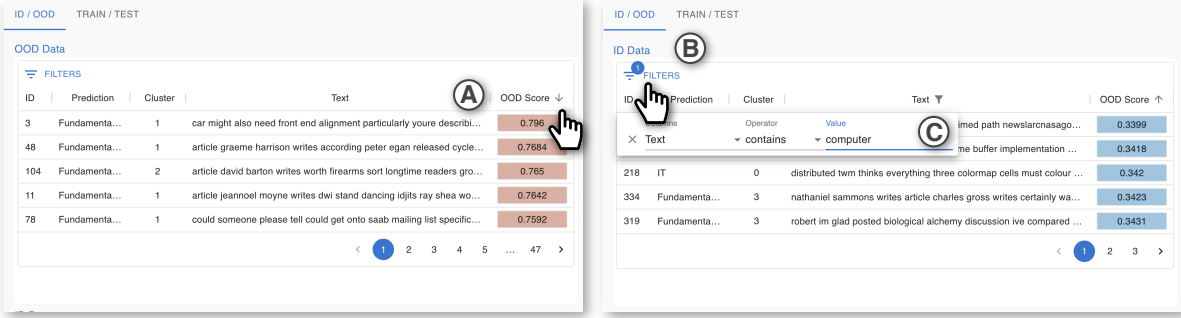 ID / OOD TRAIN / TEST
OOD Data
FILTERS
ID Prediction Cluster Text A OOD Score
3 Fundamenta... 1 car might also need front end alignment particularly youre describi... 0.796
48 Fundamenta... 1 article graeme harrison writes according peter egan released cycle... 0.7684
104 Fundamenta... 2 article david barton writes worth firearms sort longtime readers gro... 0.765
11 Fundamenta... 1 article jeannoel moyne writes dwi stand dancing idjits ray shea wo... 0.7642
78 Fundamenta... 1 could someone please tell could get onto saab mailing list specific... 0.7592
< 1 2 3 4 5 ... 47 >
ID / OOD TRAIN / TEST
ID Data B
1
FILTERS
ID Prediction Cluster Text OOD Score
Operator Value C
imed path newslarcnasago... 0.3399
× Text contains computer
me buffer implementation ... 0.3418
218 IT 0 distributed twm thinks everything three colormap cells must colour ... 0.342
334 Fundamenta... 3 nathaniel sammons writes article charles gross writes certainly wa... 0.3423
319 Fundamenta... 3 robert im glad posted biological alchemy discussion ive compared ... 0.3431
< 1 2 3 >